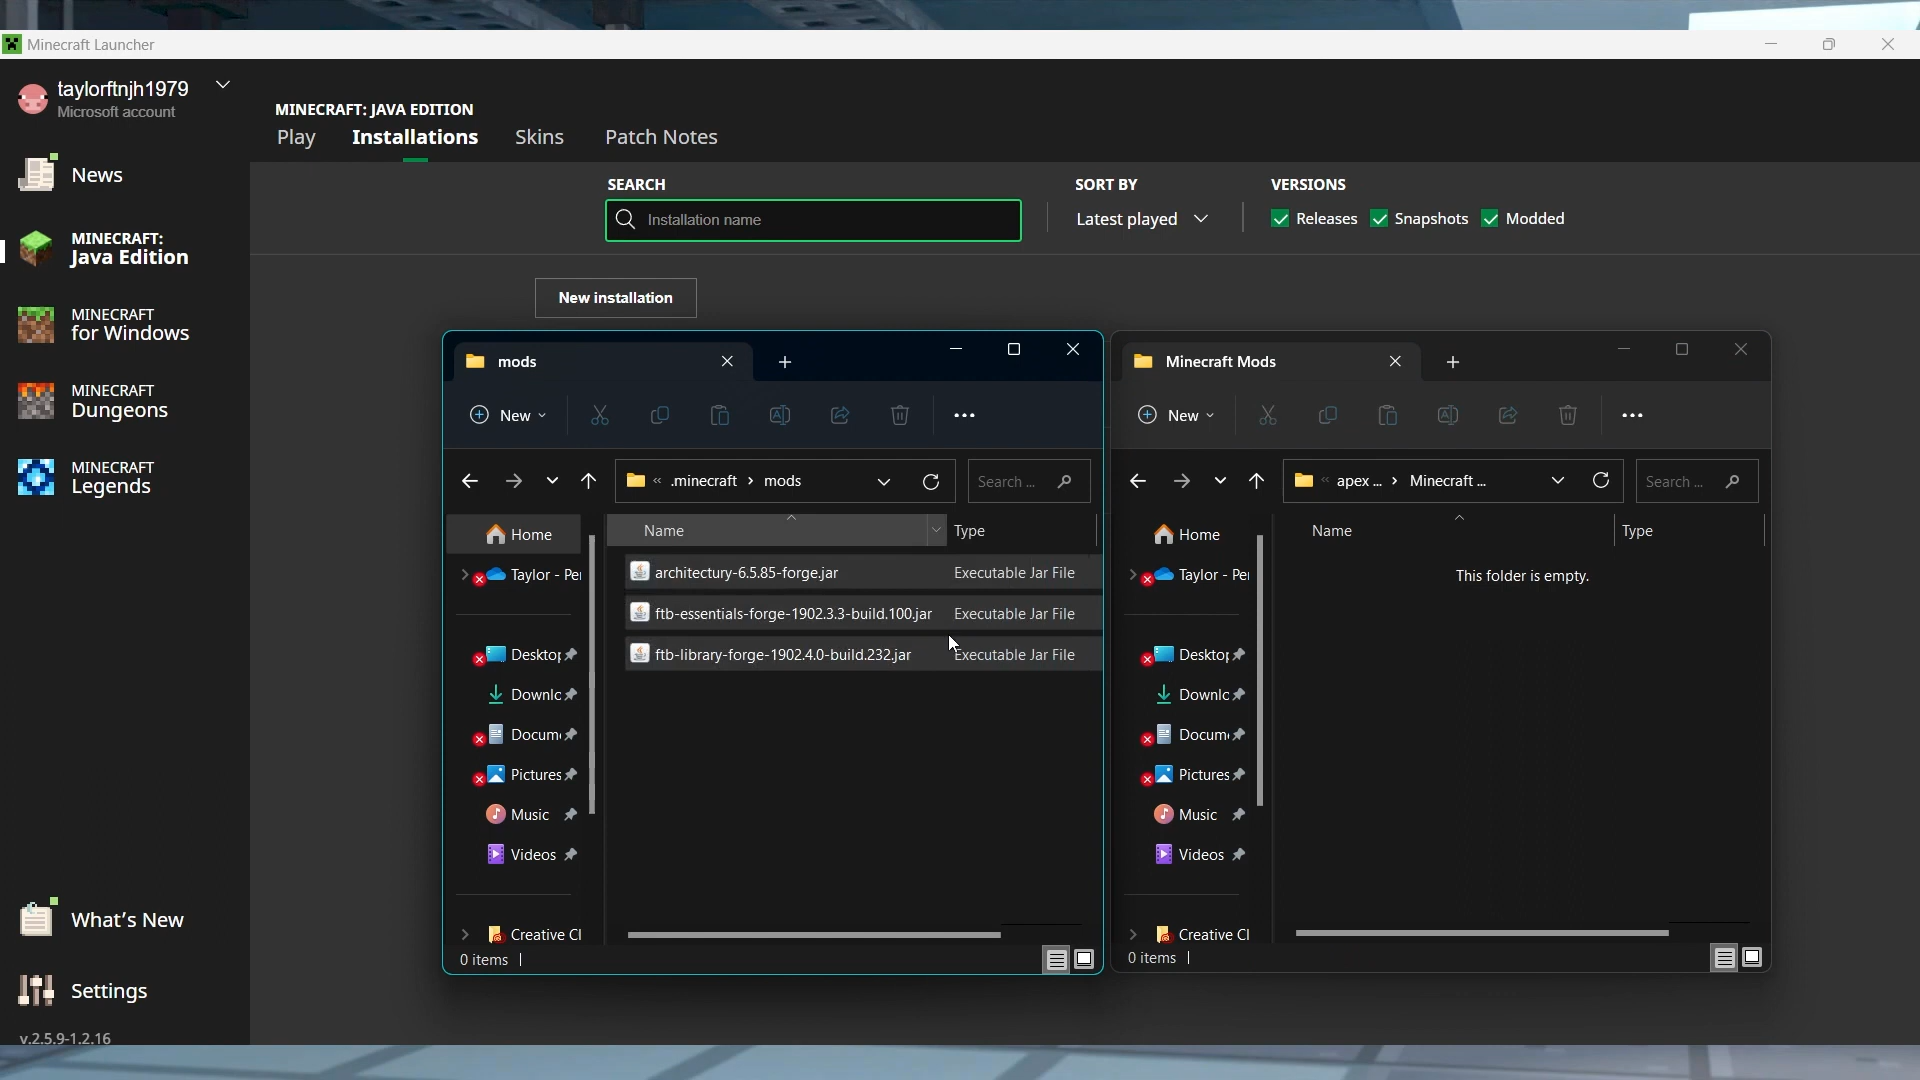 Minecraft Launcher
taylorftnjh1979
Microsoft account
News
MINECRAFT:
Java Edition
MINECRAFT
for Windows
MINECRAFT
Dungeons
MINECRAFT
Legends
What's New
Settings
v.2.5.9-1.2.16
MINECRAFT: JAVA EDITION
Play Installations Skins Patch Notes
SEARCH
Installation name
SORT BY
Latest played
VERSIONS
Releases Snapshots Modded
New installation
mods
New
« .minecraft › mods
Search ...
Home
Taylor - Per
Desktop
Downlo
Docume
Pictures
Music
Videos
Creative Cl
Name Type
architectury-6.5.85-forge.jar Executable Jar File
ftb-essentials-forge-1902.3.3-build.100.jar Executable Jar File
ftb-library-forge-1902.4.0-build.232.jar Executable Jar File
0 items
Minecraft Mods
New
« apex ... › Minecraft ...
Search ...
Home
Taylor - Per
Desktop
Downlo
Docume
Pictures
Music
Videos
Creative Cl
Name Type
This folder is empty.
0 items